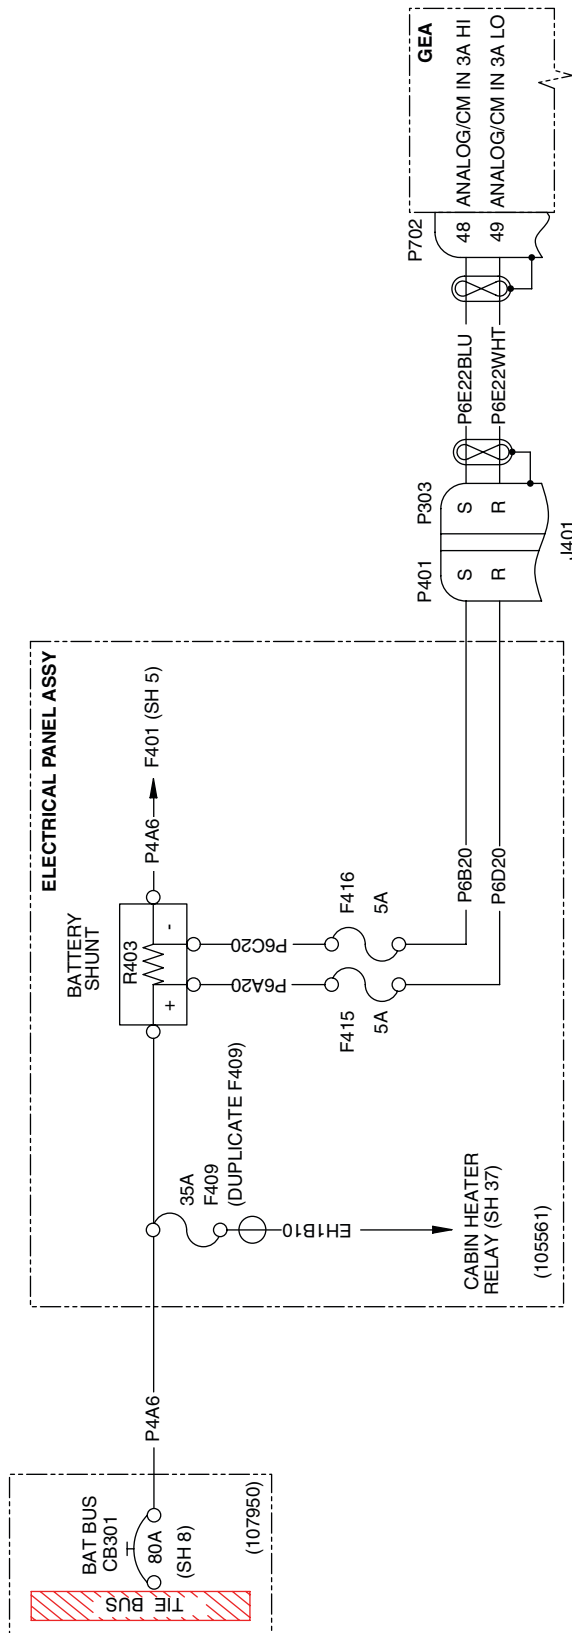 TIE BUS
BAT BUS
CB301
80A
(SH 8)
(107950)
P4A6
ELECTRICAL PANEL ASSY
35A
F409
(DUPLICATE F409)
EH1B10
CABIN HEATER
RELAY (SH 37)
(105561)
BATTERY
SHUNT
R403
+
-
P4A6
F401 (SH 5)
P6A20
P6C20
F415
5A
F416
5A
P6B20
P6D20
P401
P303
S
S
R
R
J401
P6E22BLU
P6E22WHT
P702
GEA
48 ANALOG/CM IN 3A HI
49 ANALOG/CM IN 3A LO